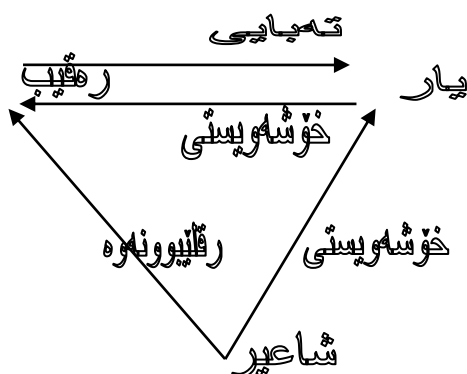 تەبایی
یار
رەقیب
خۆشەویستی
خۆشەویستی
رقلێبوونەوە
شاعیر